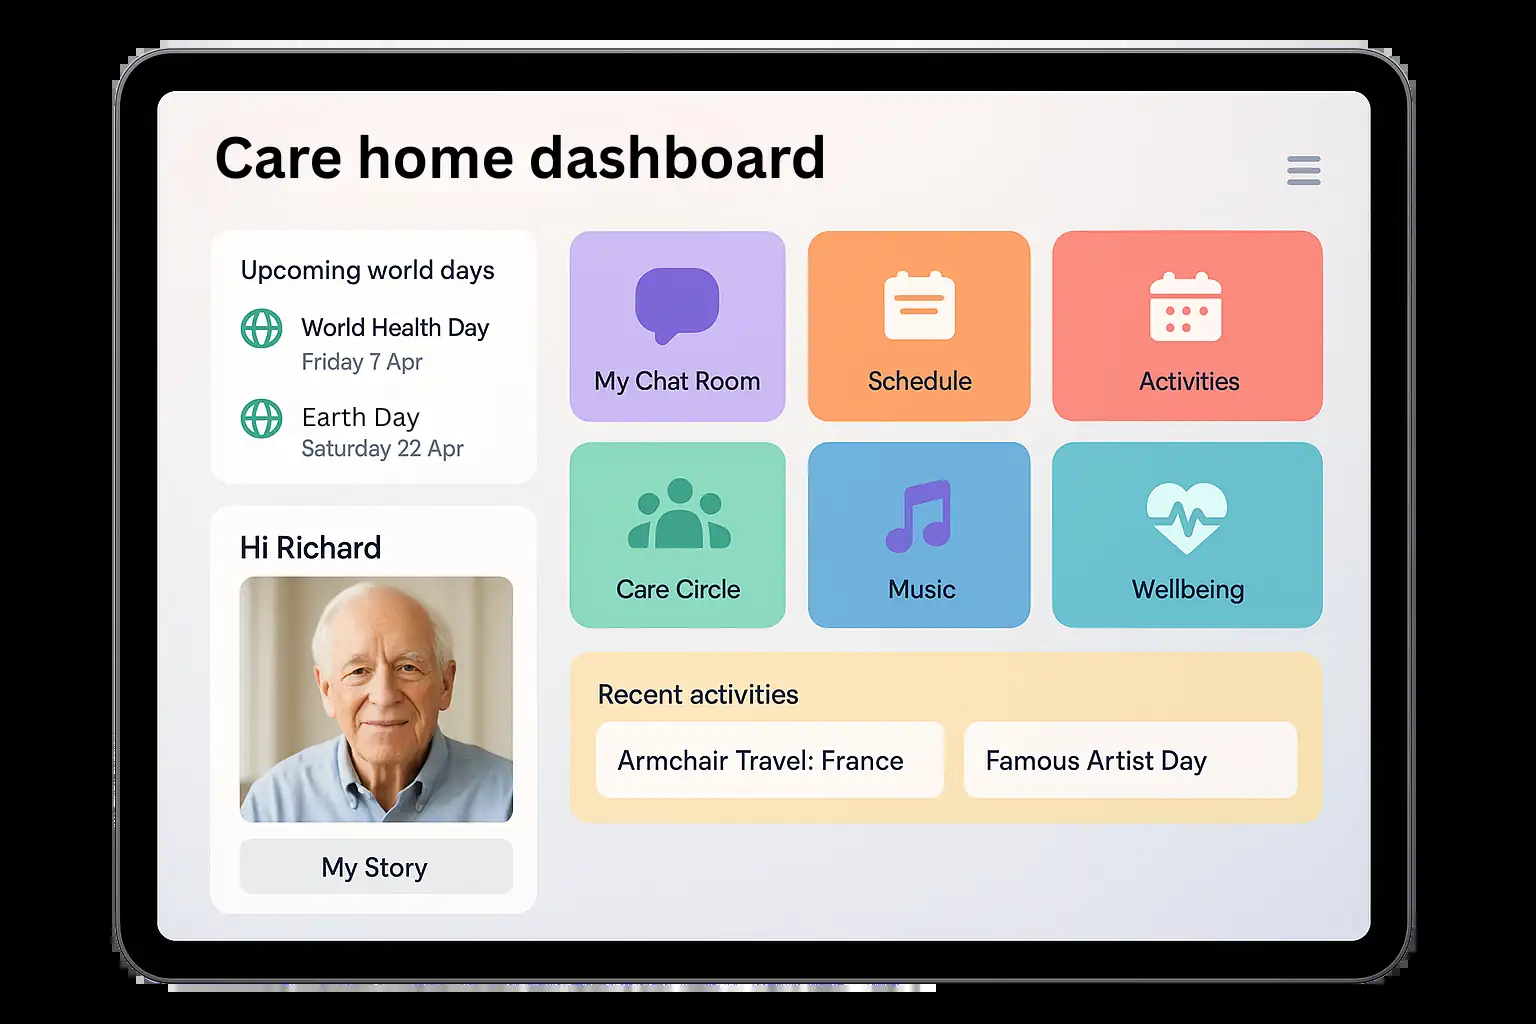 Care home dashboard
Upcoming world days
World Health Day
Friday 7 Apr
Earth Day
Saturday 22 Apr
Hi Richard
My Story
My Chat Room
Schedule
Activities
Care Circle
Music
Wellbeing
Recent activities
Armchair Travel: France
Famous Artist Day